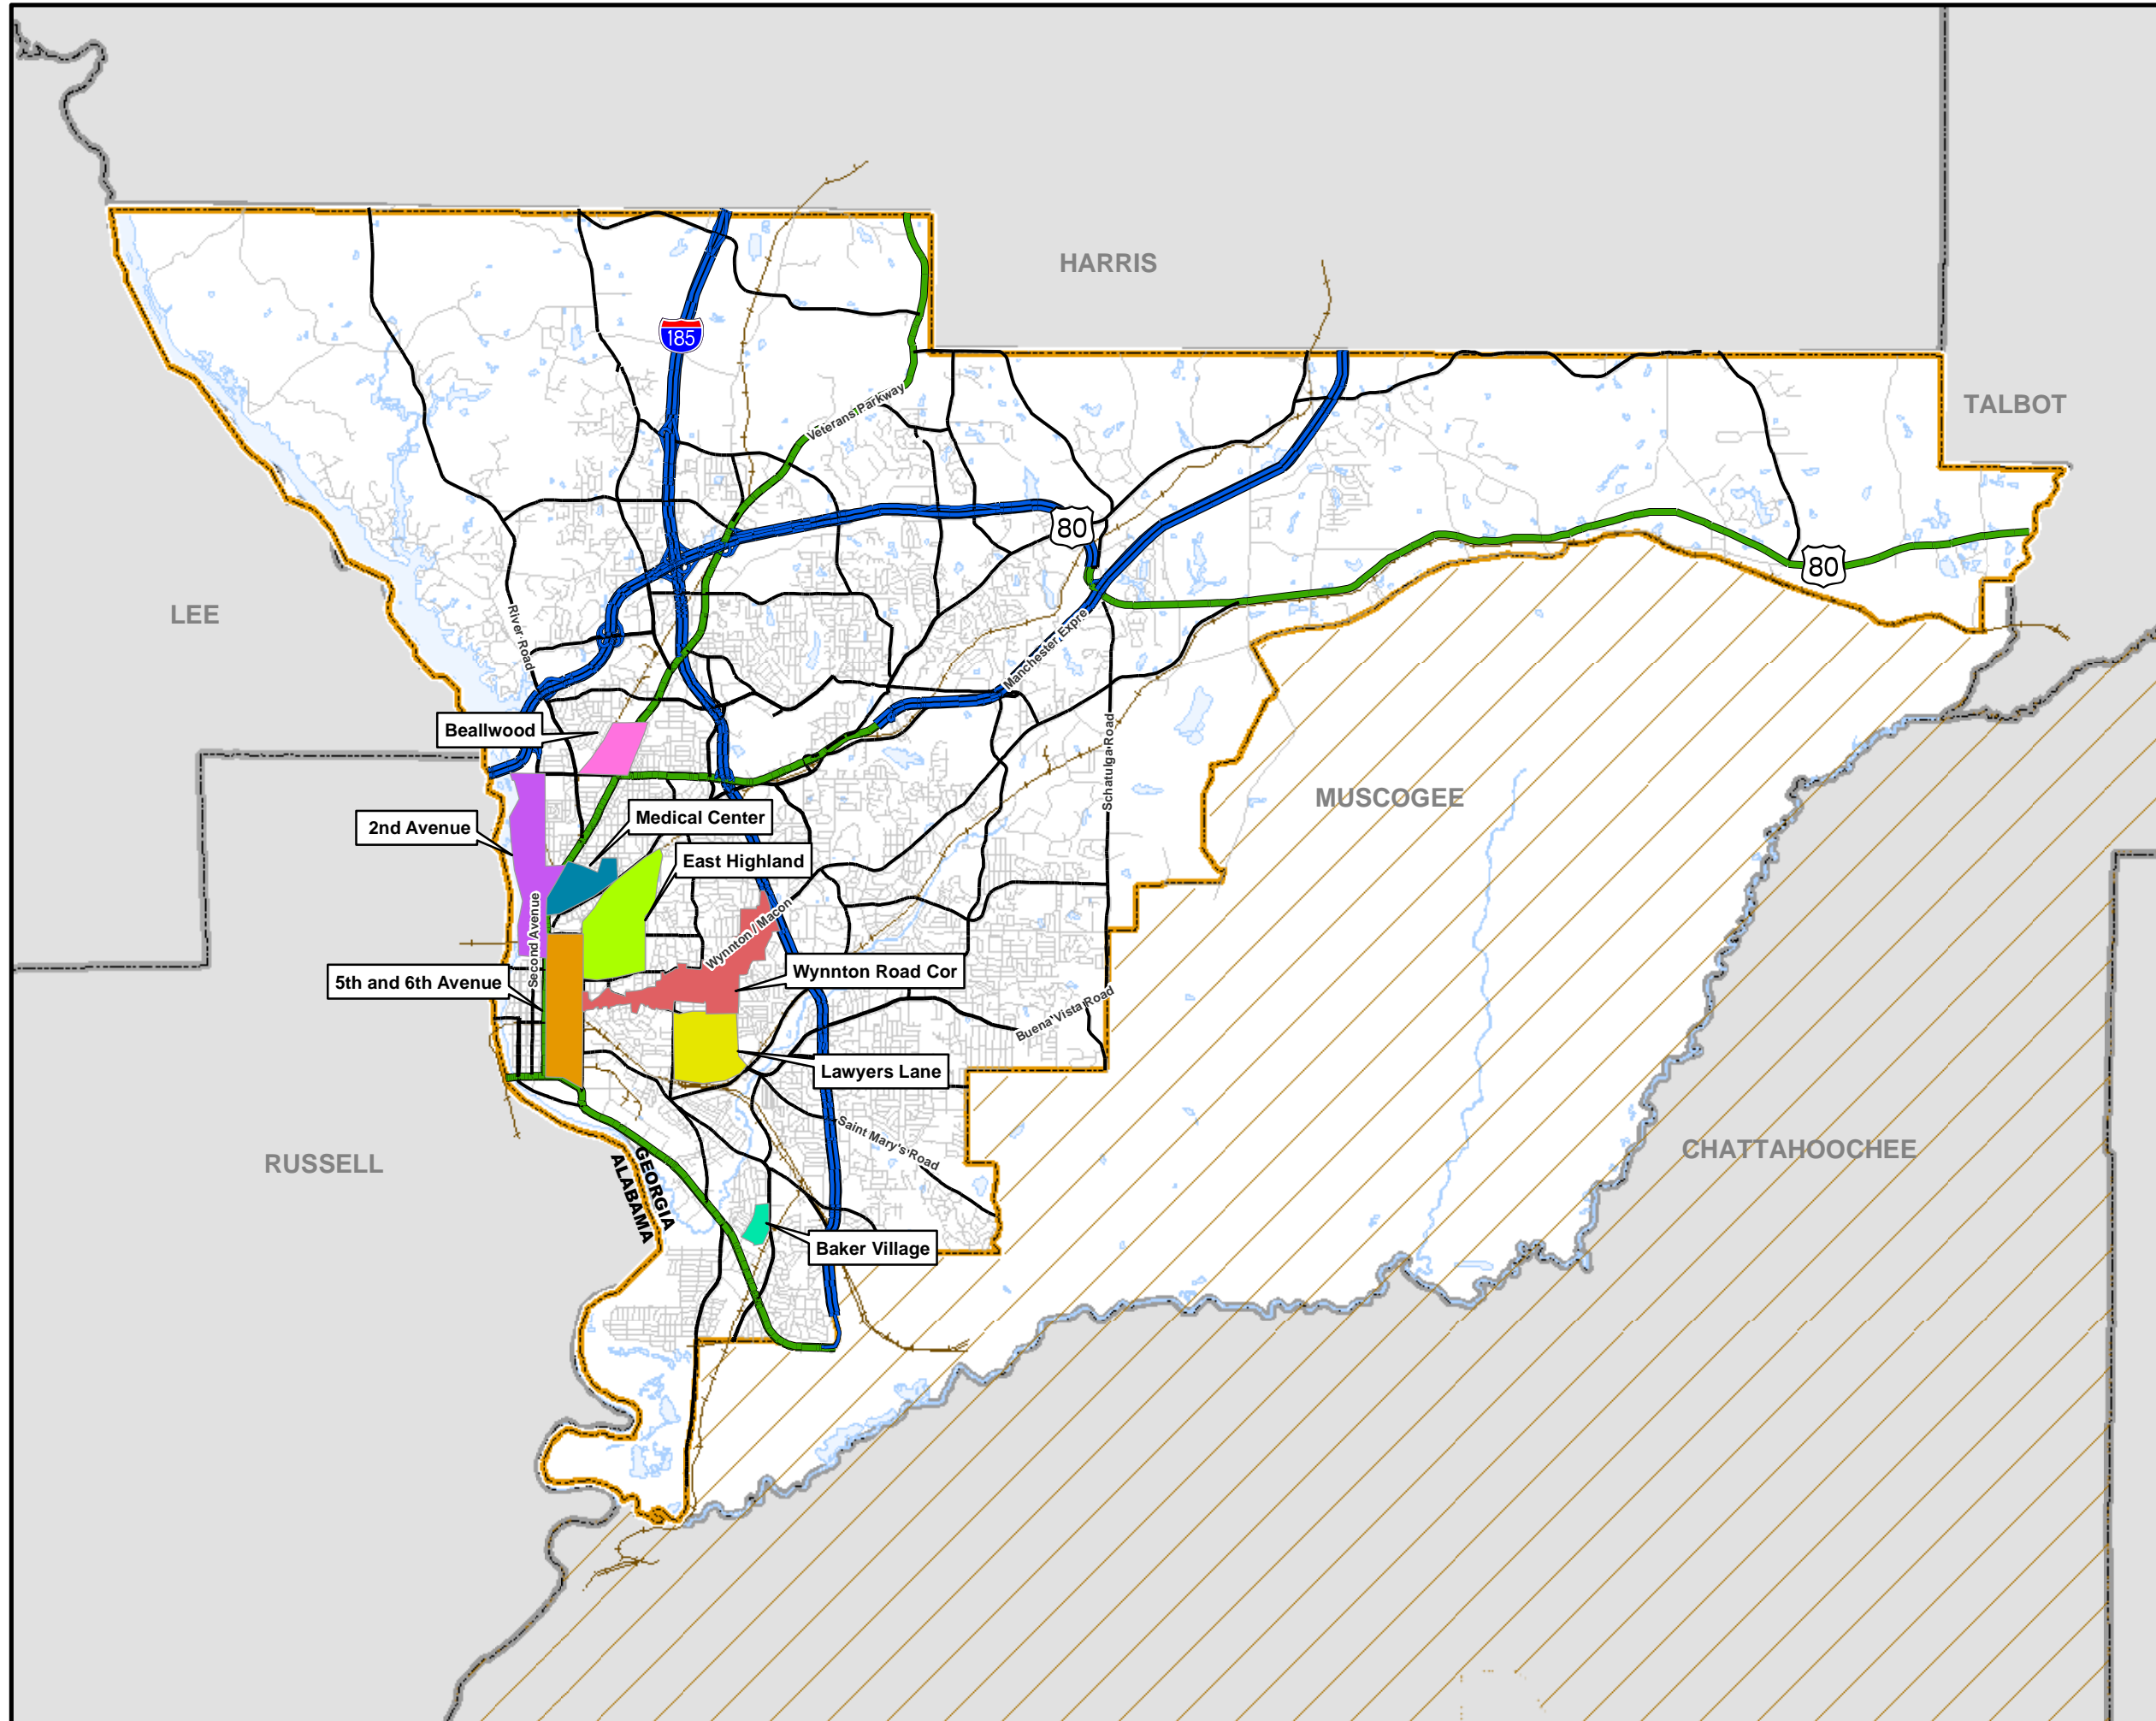 HARRIS
185
TALBOT
Veterans Parkway
80
80
LEE
River Road
Manchester Expre
Beallwood
Schatulga Road
MUSCOGEE
2nd Avenue
Medical Center
East Highland
Second Avenue
Wynnton / Macon
5th and 6th Avenue
Wynnton Road Cor
Buena Vista Road
Lawyers Lane
Saint Mary's Road
RUSSELL
GEORGIA
ALABAMA
CHATTAHOOCHEE
Baker Village